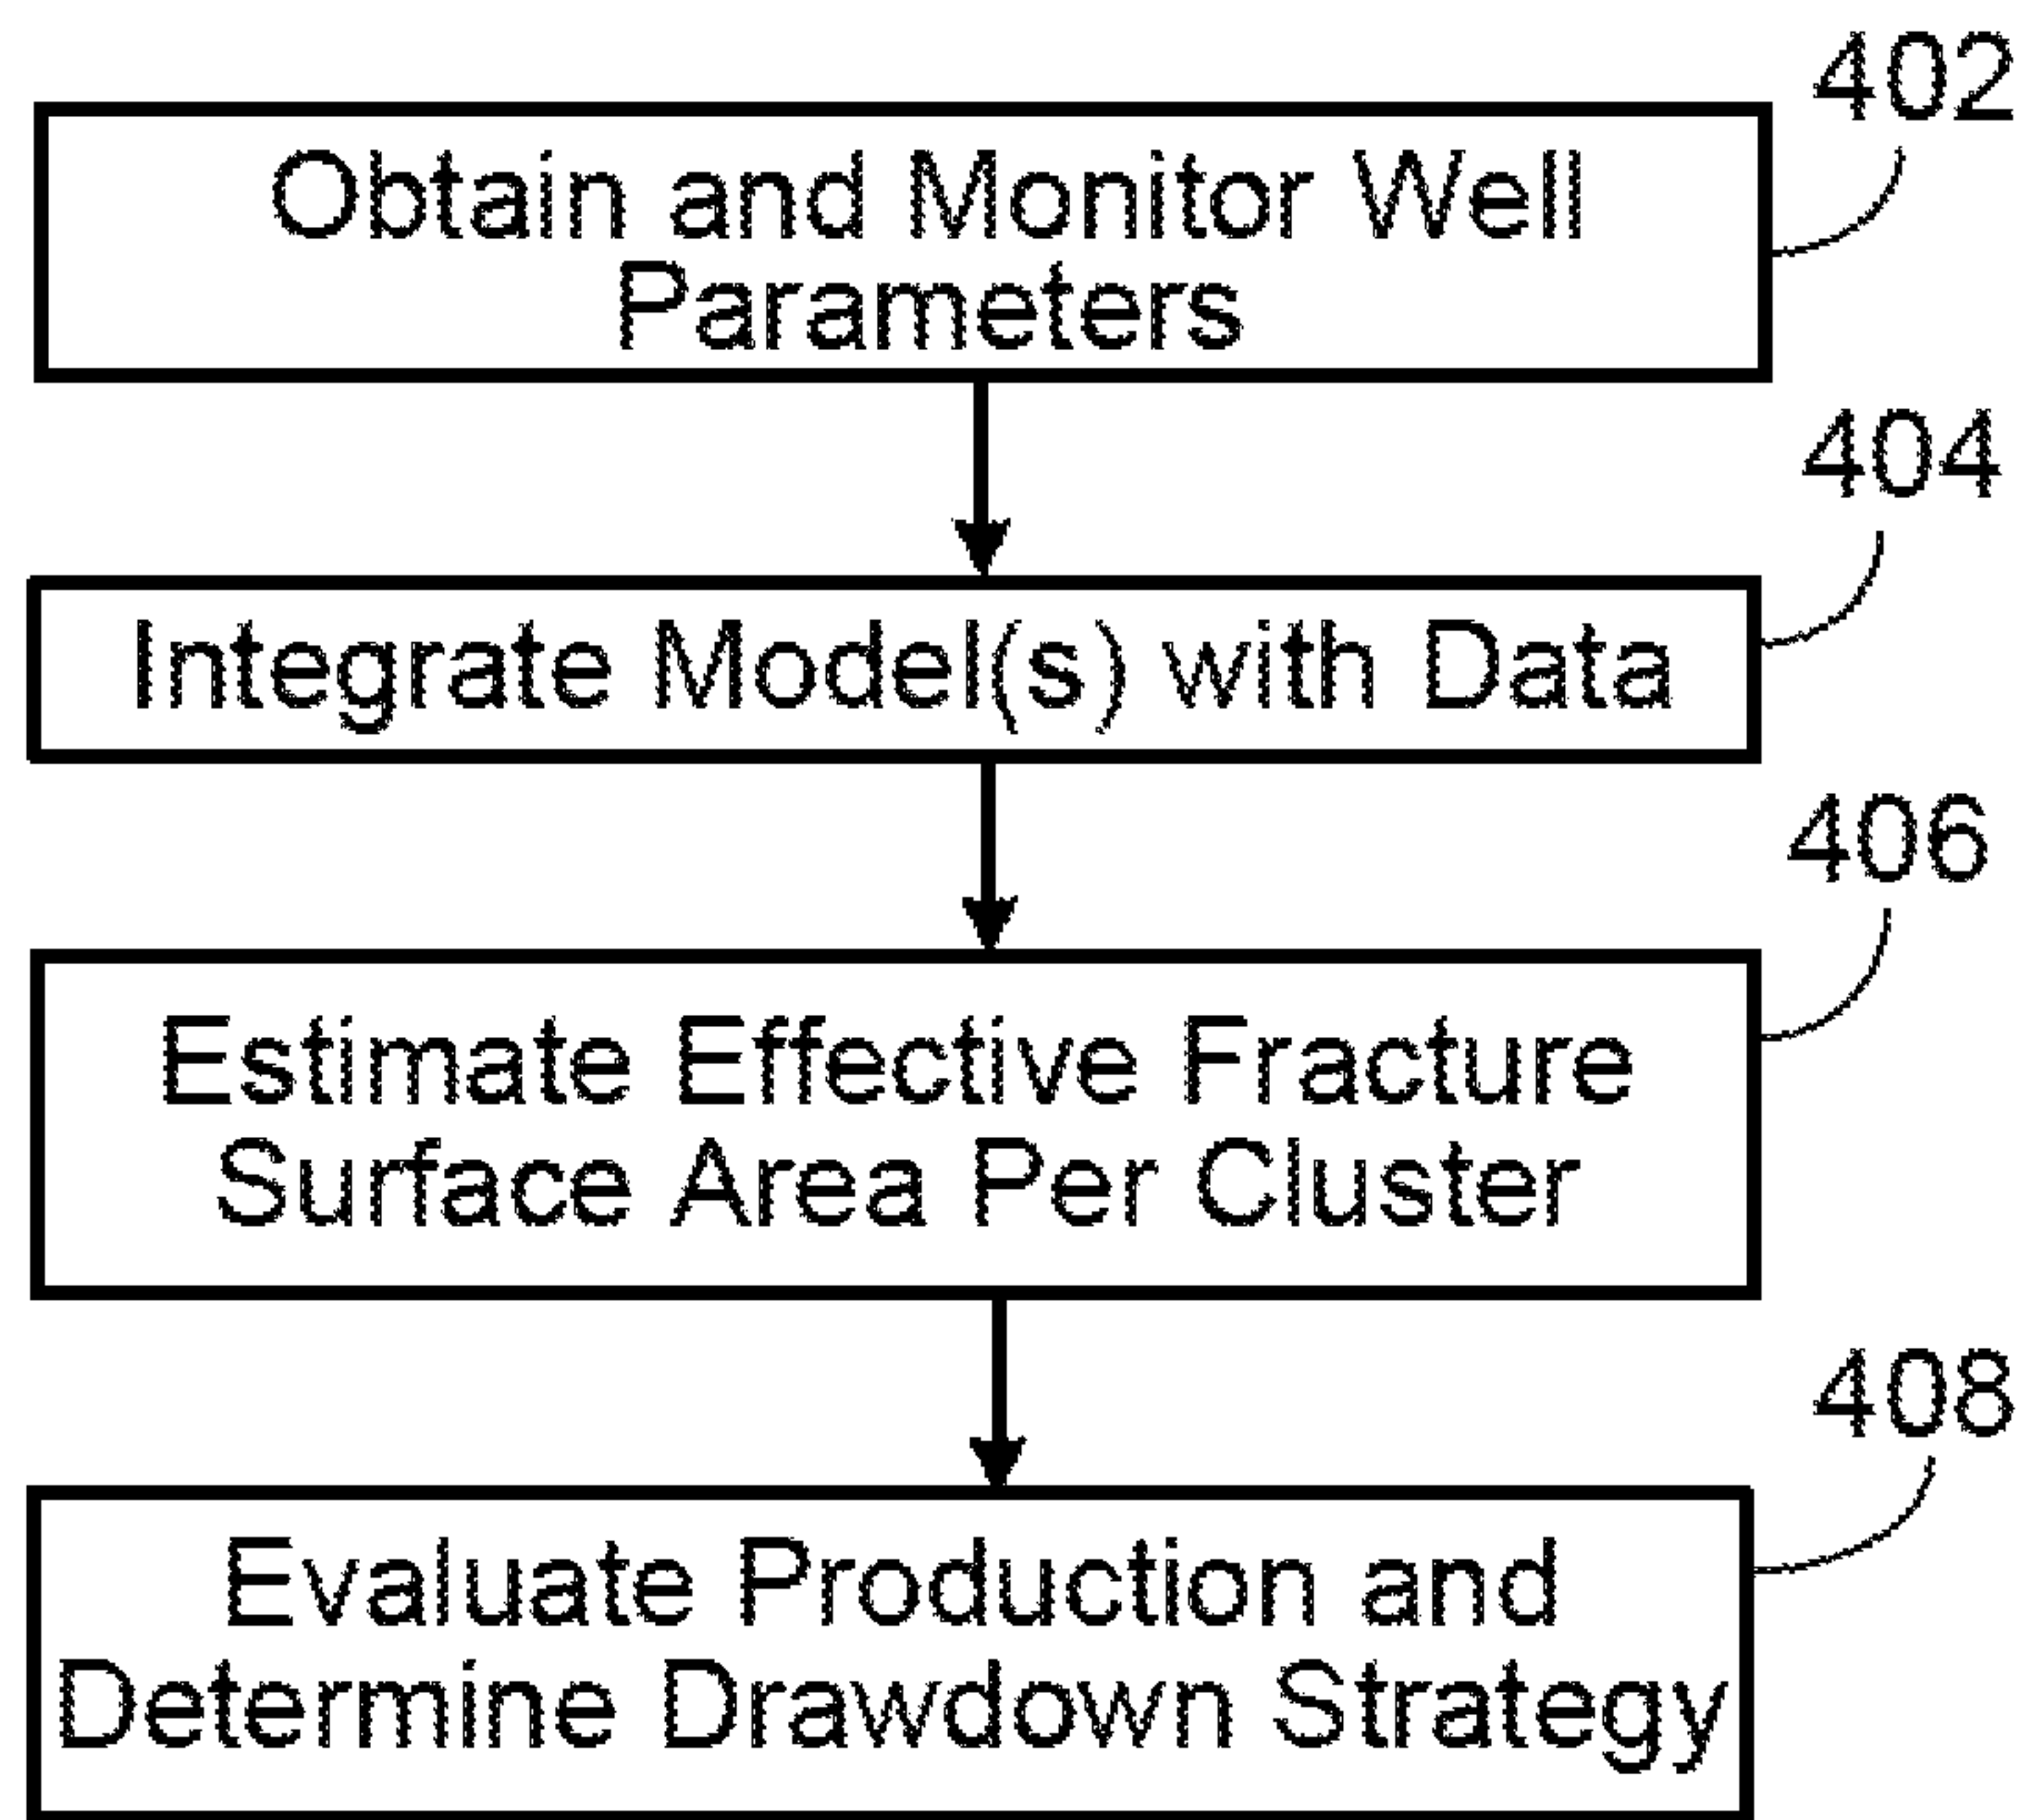 402
Obtain and Monitor Well
Parameters
404
Integrate Model(s) with Data
406
Estimate Effective Fracture
Surface Area Per Cluster
408
Evaluate Production and
Determine Drawdown Strategy